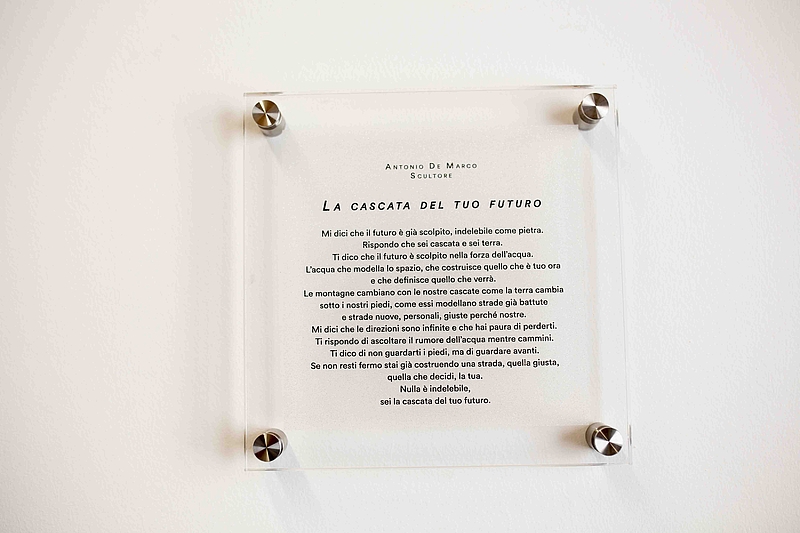 Antonio De Marco
Scultore
La cascata del tuo futuro
Mi dici che il futuro è già scolpito, indelebile come pietra.
Rispondo che sei cascata e sei terra.
Ti dico che il futuro è scolpito nella forza dell'acqua.
L'acqua che modella lo spazio, che costruisce quello che è tuo ora
e che definisce quello che verrà.
Le montagne cambiano con le nostre cascate come la terra cambia
sotto i nostri piedi, come essi modellano strade già battute
e strade nuove, personali, giuste perché nostre.
Mi dici che le direzioni sono infinite e che hai paura di perderti.
Ti rispondo di ascoltare il rumore dell'acqua mentre cammini.
Ti dico di non guardarti i piedi, ma di guardare avanti.
Se non resti fermo stai già costruendo una strada, quella giusta,
quella che decidi, la tua.
Nulla è indelebile,
sei la cascata del tuo futuro.